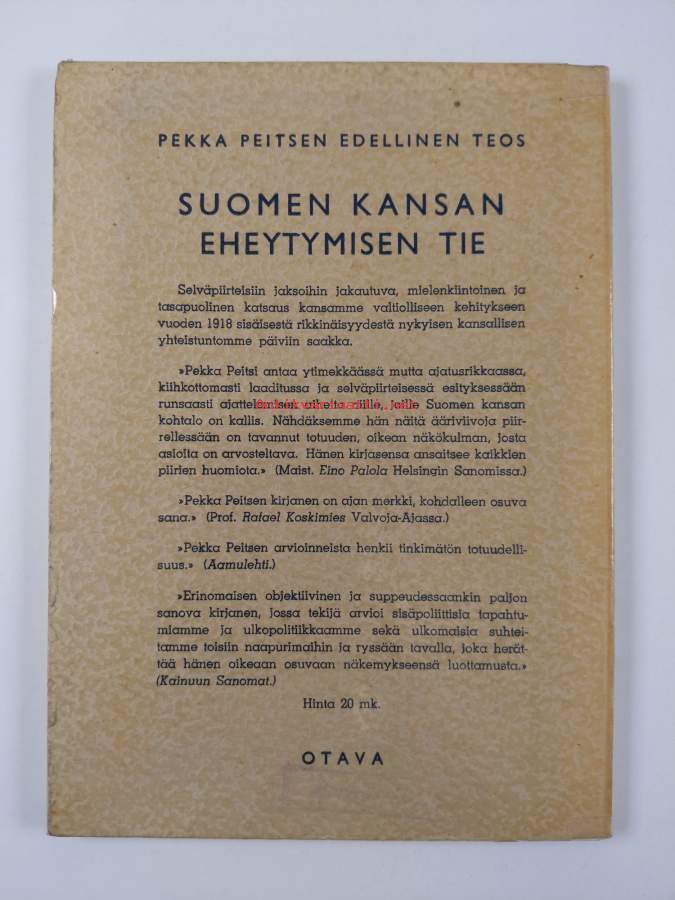 PEKKA PEITSEN EDELLINEN TEOS
SUOMEN KANSAN
EHEYTYMISEN TIE
Selväpiirteisiin jaksoihin jakautuva, mielenkiintoinen ja
tasapuolinen katsaus kansamme valtiolliseen kehitykseen
vuoden 1918 sisäisestä rikkinäisyydestä nykyisen kansallisen
yhteistuntomme päiviin saakka.
»Pekka Peitsi antaa ytimekkäässä mutta ajatusrikkaassa,
kiihkottomasti laaditussa ja selväpiirteisessä esityksessään
runsaasti ajattelemisen aihetta niille, joille Suomen kansan
kohtalo on kallis. Nähdäksemme hän näitä ääriviivoja piir-
rellessään on tavannut totuuden, oikean näkökulman, josta
asioita on arvosteltava. Hänen kirjasensa ansaitsee kaikkien
piirien huomiota.» (Maist. Eino Palola Helsingin Sanomissa.)
»Pekka Peitsen kirjanen on ajan merkki, kohdalleen osuva
sana.» (Prof. Rafael Koskimies Valvoja-Ajassa.)
»Pekka Peitsen arvioinneista henkii tinkimätön totuudelli-
suus.» (Aamulehti.)
»Erinomaisen objektiivinen ja suppeudessaankin paljon
sanova kirjanen, jossa tekijä arvioi sisäpoliittisia tapahtu-
miamme ja ulkopolitiikkaamme sekä ulkomaisia suhtei-
tamme toisiin naapurimaihin ja ryssään tavalla, joka herät-
tää hänen oikeaan osuvaan näkemykseensä luottamusta.»
(Kainuun Sanomat.)
Hinta 20 mk.
OTAVA